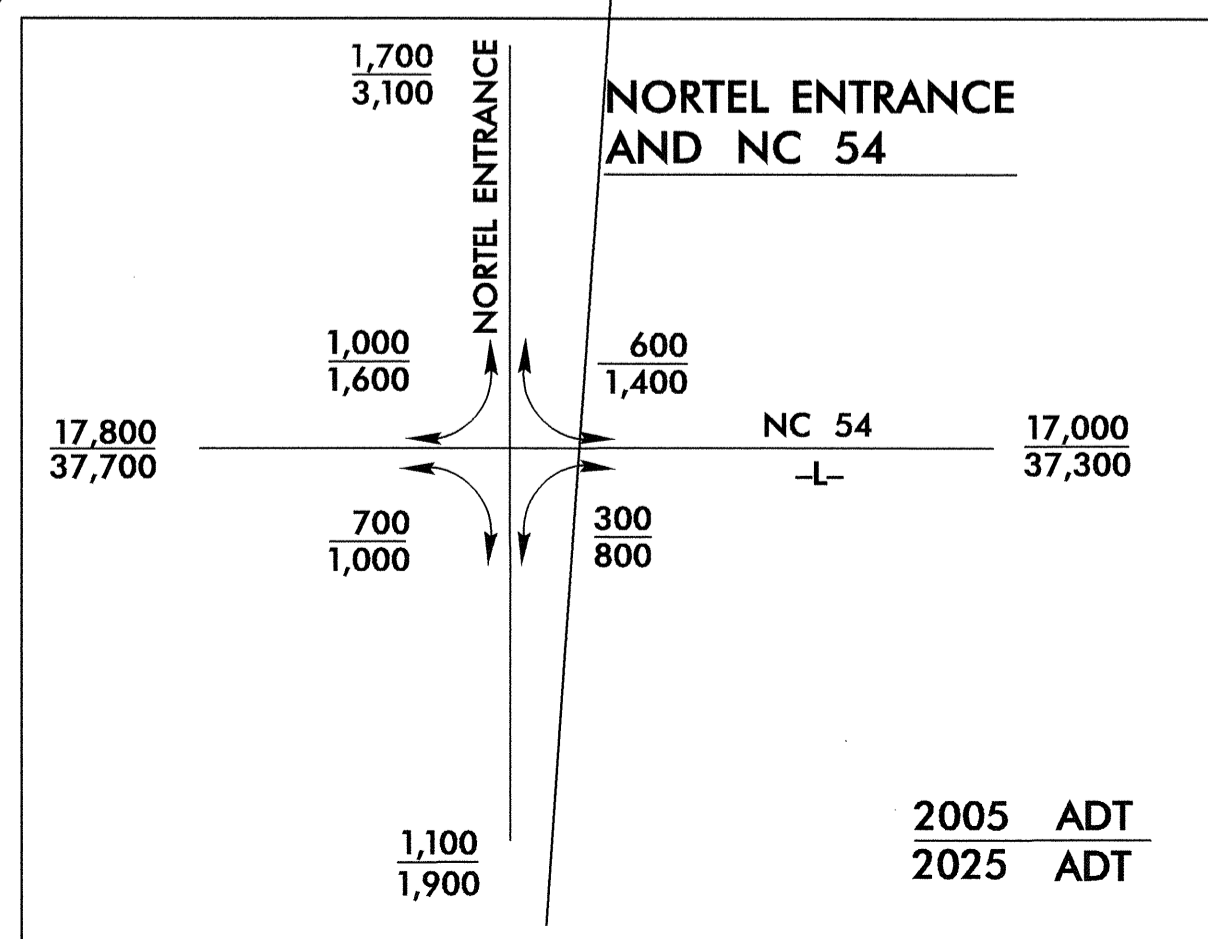 1,700
3,100
NORTEL ENTRANCE
NORTEL ENTRANCE
AND NC 54
1,000
1,600
600
1,400
17,800
37,700
NC 54
-L-
17,000
37,300
700
1,000
300
800
1,100
1,900
2005 ADT
2025 ADT